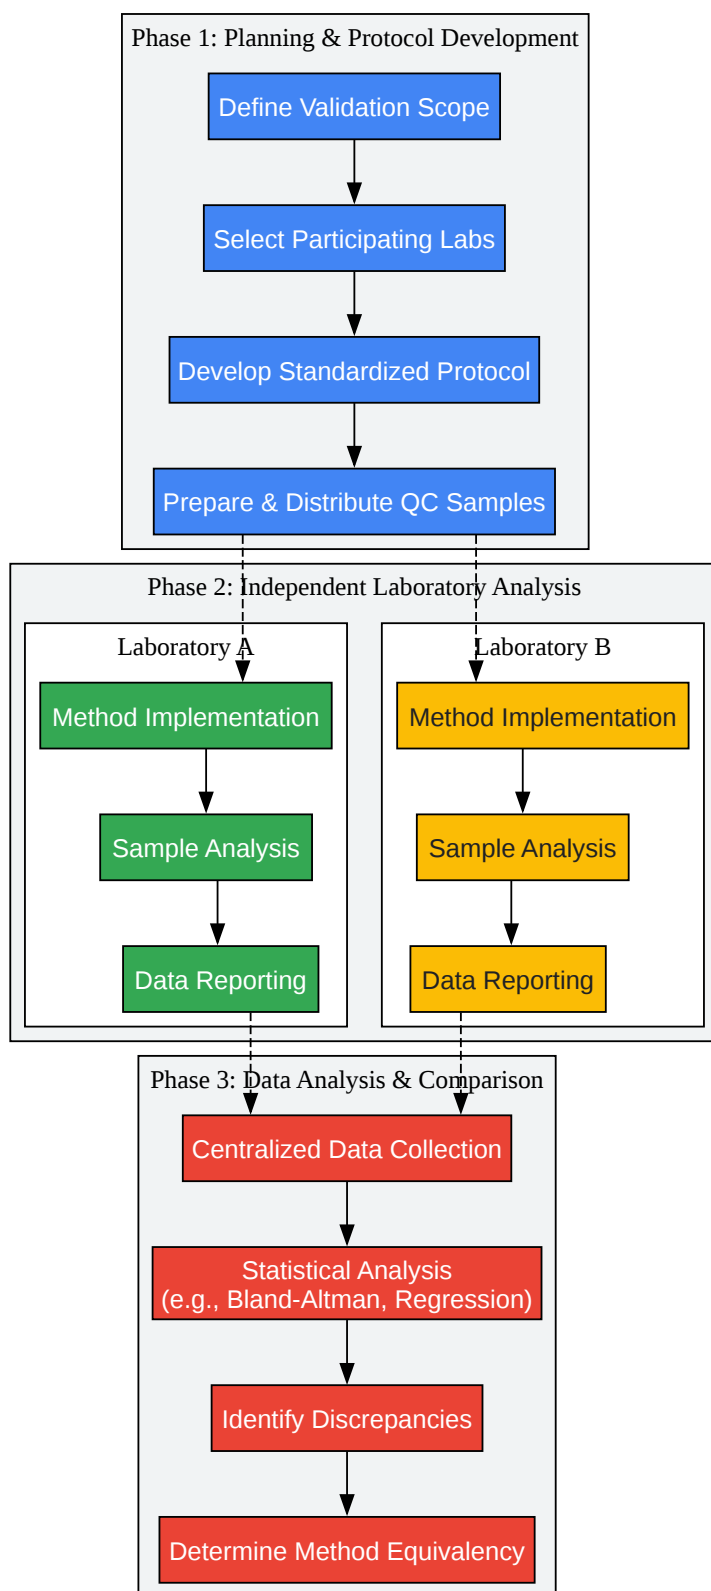 Phase 1: Planning & Protocol Development
Define Validation Scope
Select Participating Labs
Develop Standardized Protocol
Prepare & Distribute QC Samples
Phase 2: Independent Laboratory Analysis
Laboratory A
Method Implementation
Sample Analysis
Data Reporting
Laboratory B
Method Implementation
Sample Analysis
Data Reporting
Phase 3: Data Analysis & Comparison
Centralized Data Collection
Statistical Analysis
(e.g., Bland-Altman, Regression)
Identify Discrepancies
Determine Method Equivalency